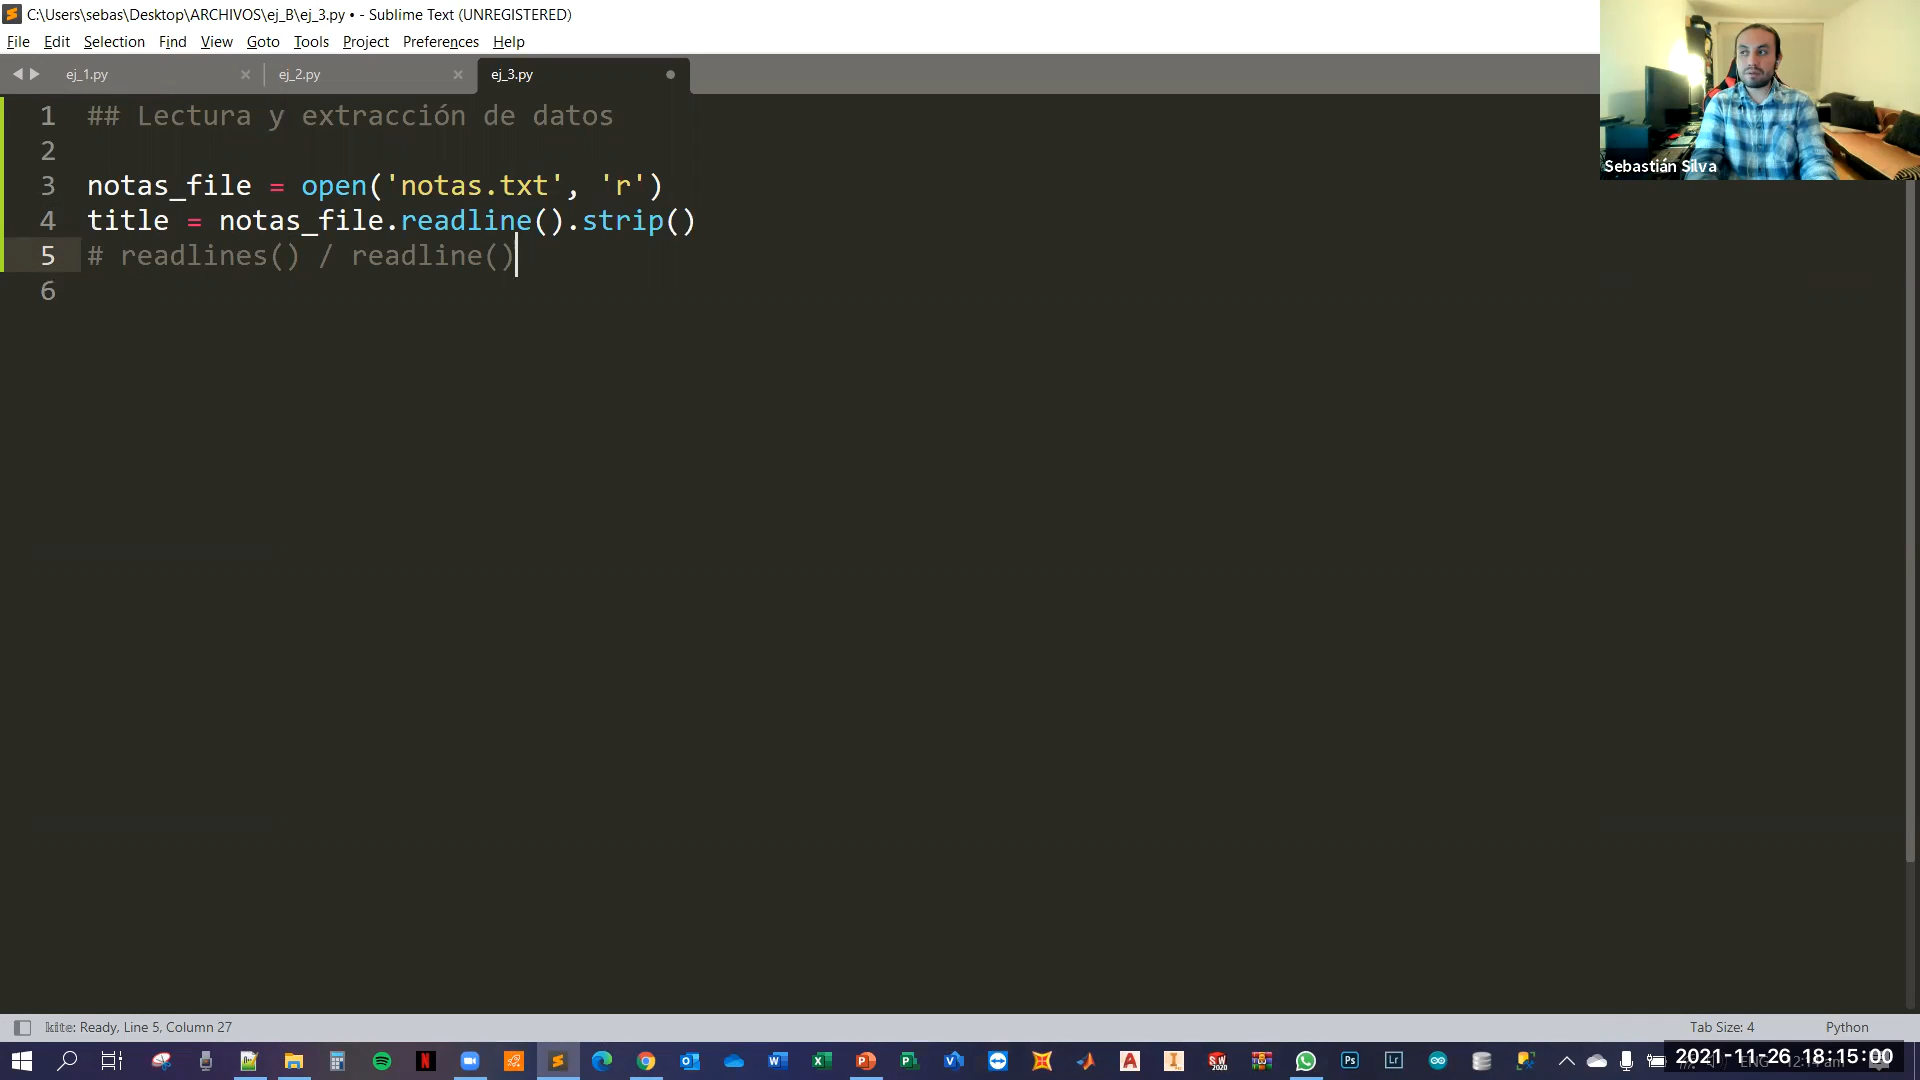 C:\Users\sebas\Desktop\ARCHIVOS\ej_B\ej_3.py • - Sublime Text (UNREGISTERED)
File Edit Selection Find View Goto Tools Project Preferences Help
ej_1.py ej_2.py ej_3.py
1 ## Lectura y extracción de datos
2
3 notas_file = open('notas.txt', 'r')
4 title = notas_file.readline().strip()
5 # readlines() / readline()
6
Sebastián Silva
kite: Ready, Line 5, Column 27
Tab Size: 4 Python
2021-11-26 18:15:00